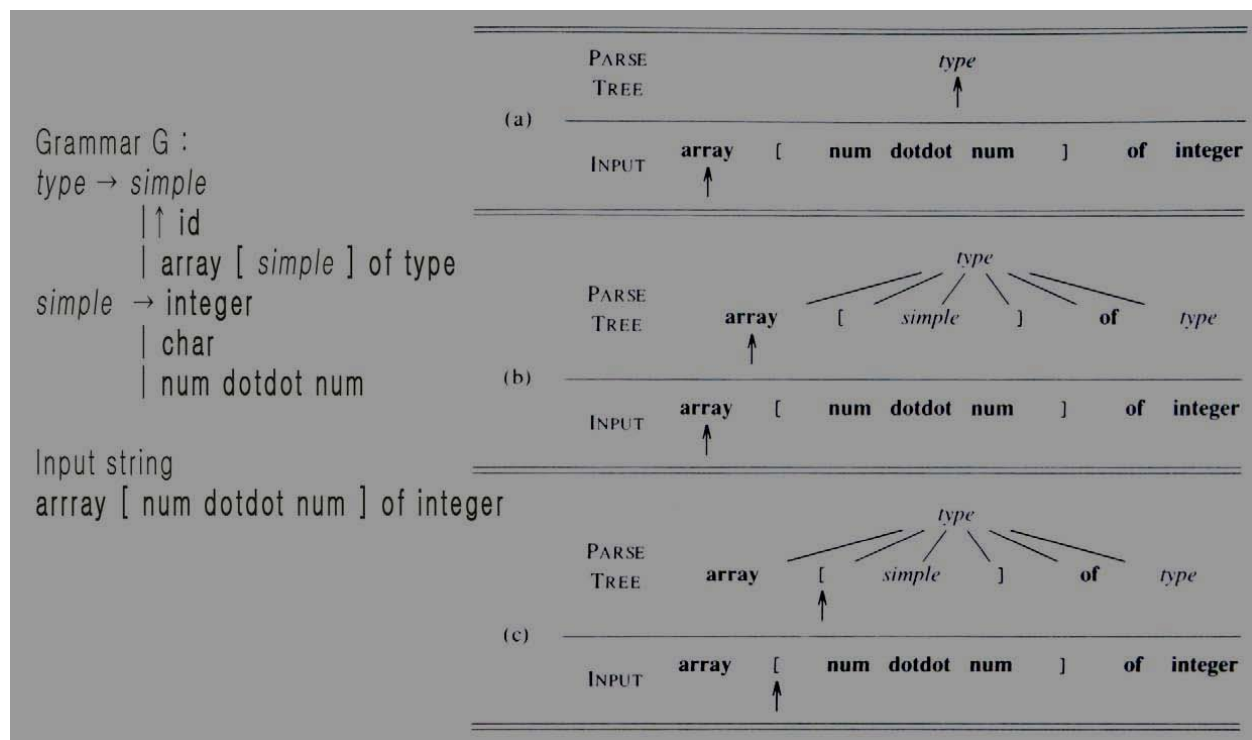 Grammar G :
type → simple
| ↑ id
| array [ simple ] of type
simple → integer
| char
| num dotdot num
Input string
arrray [ num dotdot num ] of integer
PARSE
TREE
type
(a)
INPUT
array [ num dotdot num ] of integer
type
PARSE
TREE
array [ simple ] of type
(b)
INPUT
array [ num dotdot num ] of integer
type
PARSE
TREE
array [ simple ] of type
(c)
INPUT
array [ num dotdot num ] of integer